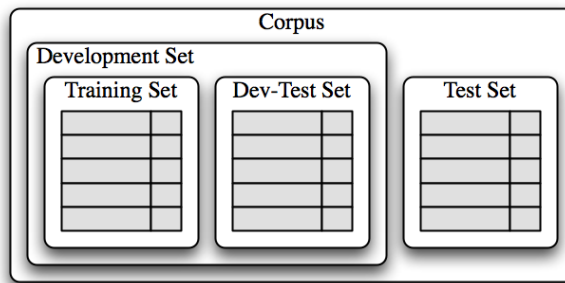 Corpus
Development Set
Training Set
Dev-Test Set
Test Set